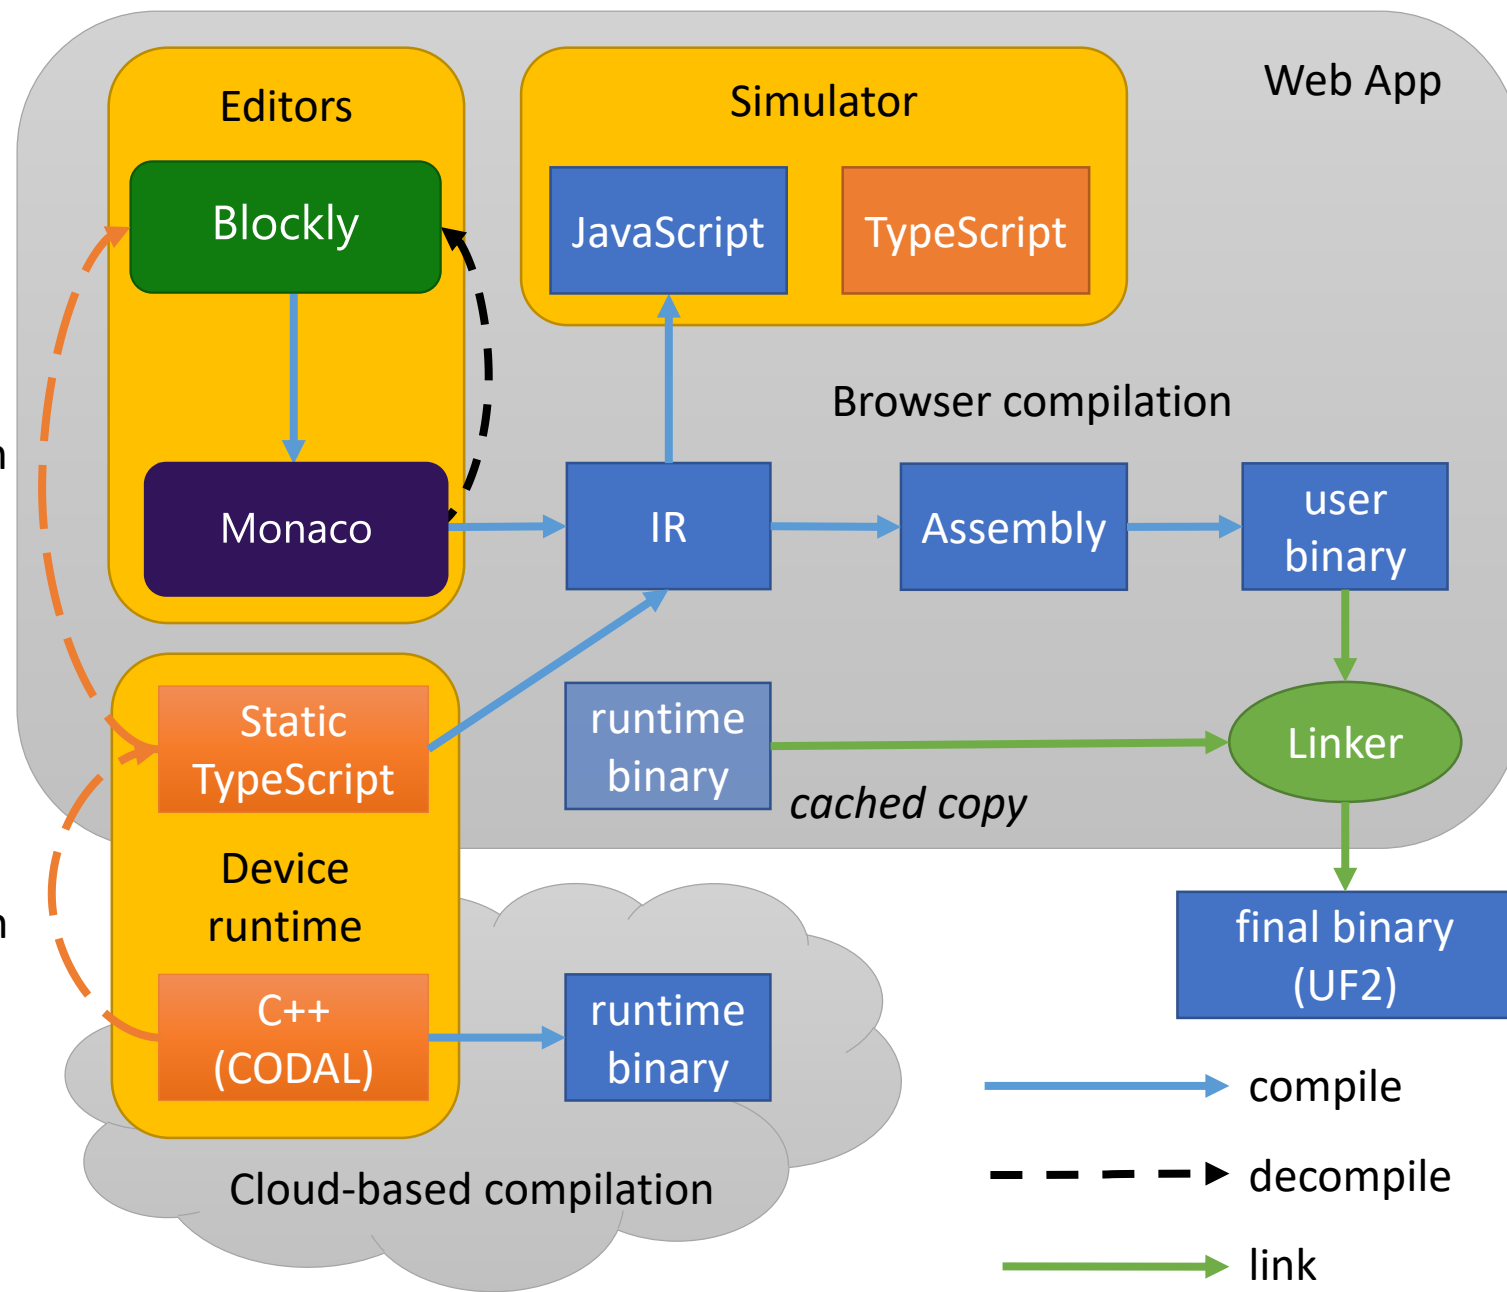 Web App
Editors
Blockly
Monaco
Simulator
JavaScript
TypeScript
Browser compilation
IR
Assembly
user
binary
Static
TypeScript
Device
runtime
C++
(CODAL)
runtime
binary
cached copy
Linker
final binary
(UF2)
runtime
binary
Cloud-based compilation
compile
decompile
link